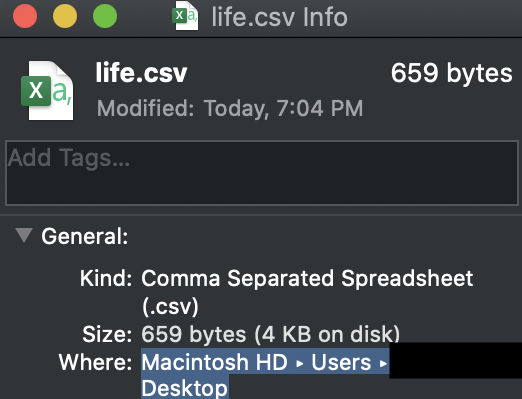 life.csv Info
life.csv 659 bytes
Modified: Today, 7:04 PM
Add Tags...
General:
Kind: Comma Separated Spreadsheet
(.csv)
Size: 659 bytes (4 KB on disk)
Where: Macintosh HD ▸ Users ▸
Desktop